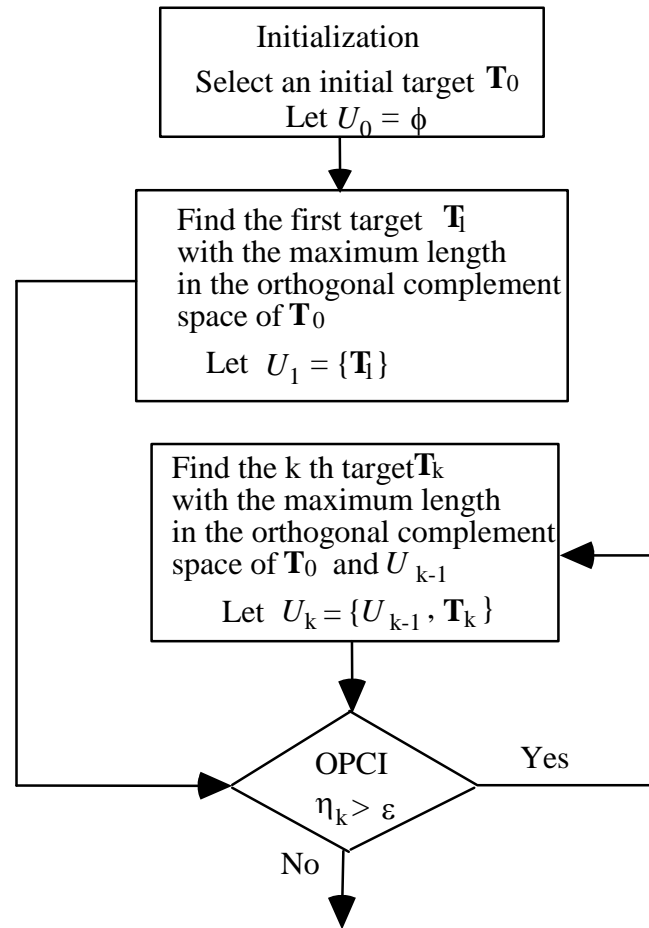 Initialization
Select an initial target T0
Let U0 = ϕ
Find the first target T1
with the maximum length
in the orthogonal complement
space of T0
Let U1 = {T1}
Find the k th target Tk
with the maximum length
in the orthogonal complement
space of T0 and Uk-1
Let Uk = {Uk-1, Tk}
OPCI
ηk > ε
Yes
No